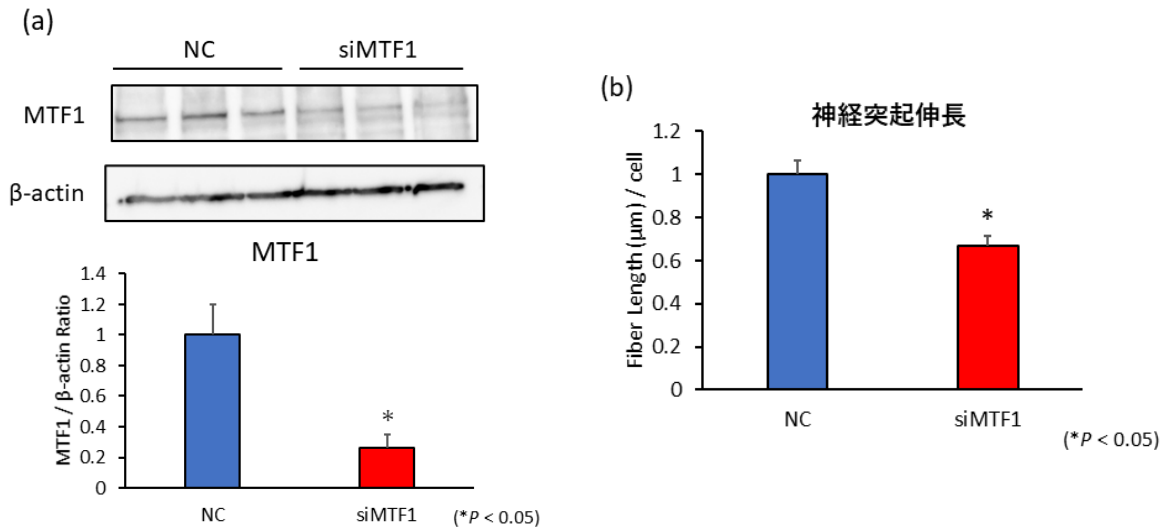 (a)
NC
siMTF1
MTF1
β-actin
MTF1
MTF1 / β-actin Ratio
1.4
1.2
1
0.8
0.6
0.4
0.2
0
*
NC
siMTF1
(*P < 0.05)
(b)
神経突起伸長
Fiber Length (μm) / cell
1.2
1
0.8
0.6
0.4
0.2
0
*
NC
siMTF1
(*P < 0.05)